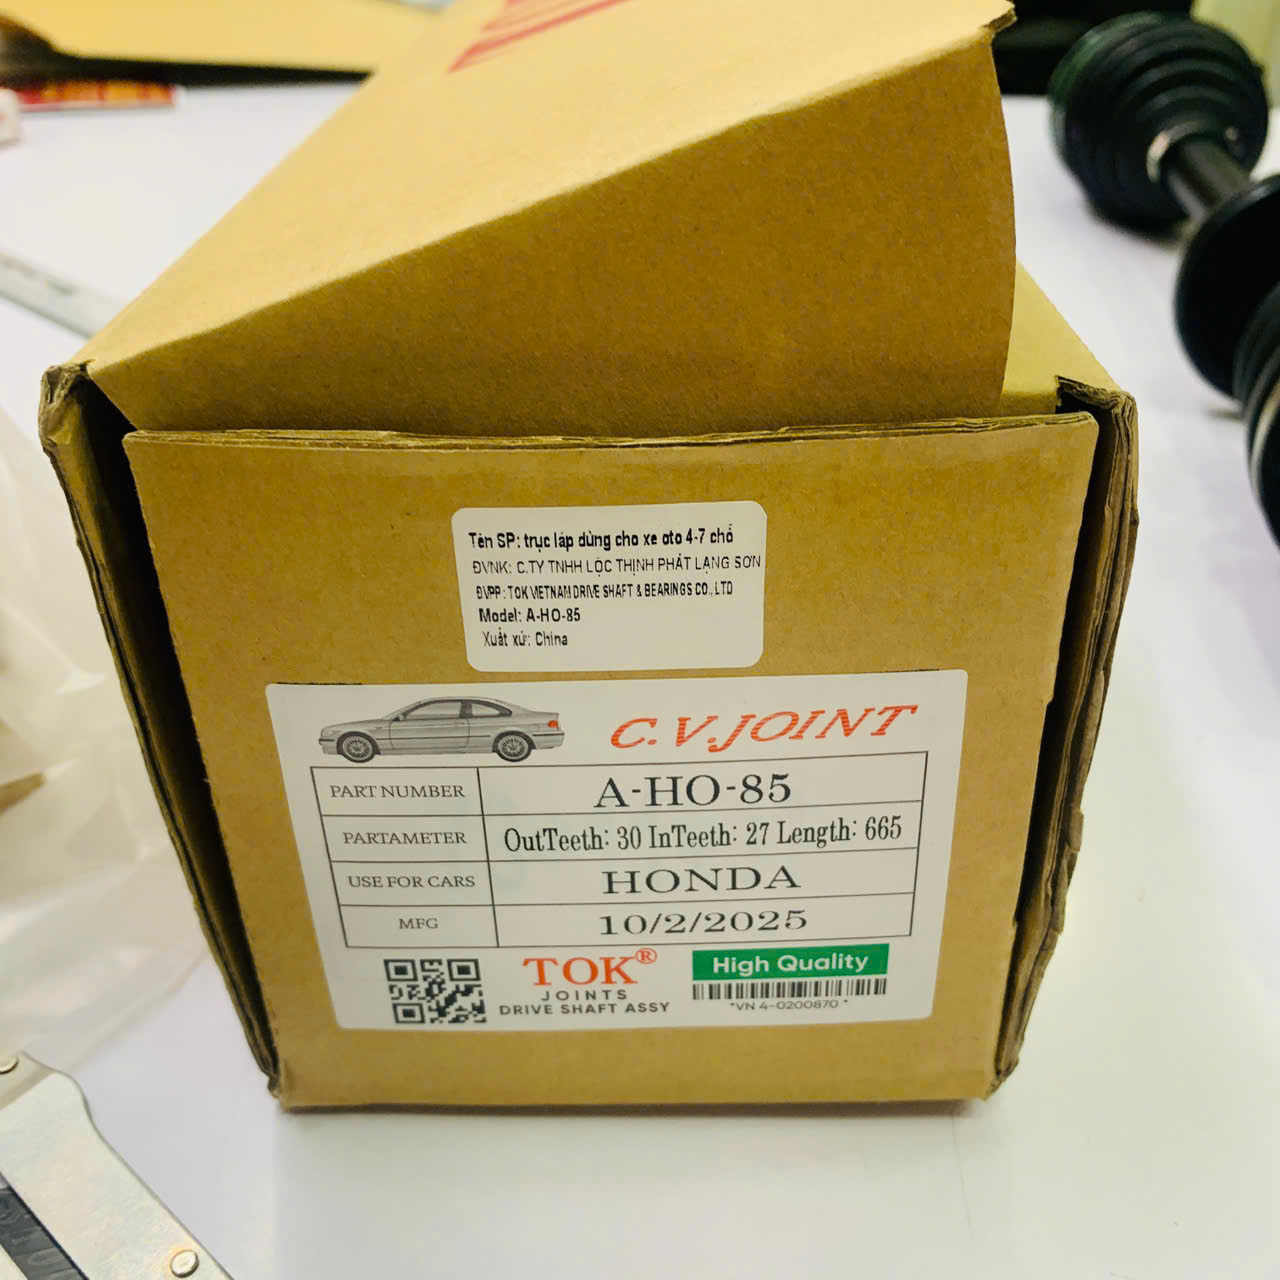 Tên SP: trục láp dùng cho xe oto 4-7 chỗ
ĐVNK: C.TY TNHH LỘC THỊNH PHÁT LẠNG SƠN
ĐVPP: TOK VIETNAM DRIVE SHAFT & BEARINGS CO., LTD
Model: A-HO-85
Xuất xứ: China
C.V.JOINT
PART NUMBER A-HO-85
PARTAMETER OutTeeth: 30 InTeeth: 27 Length: 665
USE FOR CARS HONDA
MFG 10/2/2025
TOK®
JOINTS
DRIVE SHAFT ASSY
High Quality
*VN 4-0200870 *